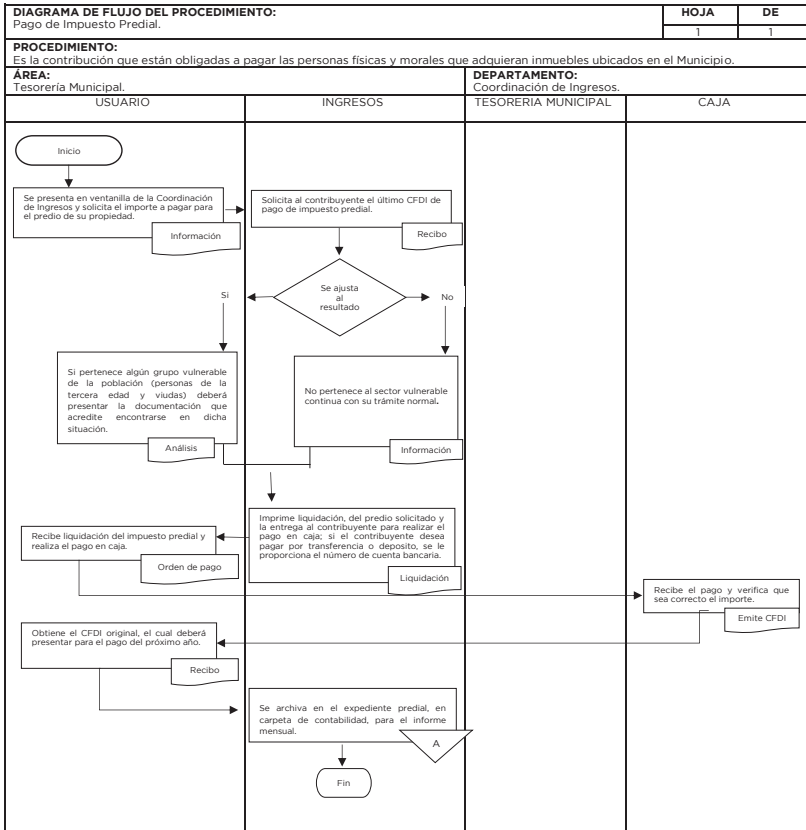 DIAGRAMA DE FLUJO DEL PROCEDIMIENTO:
Pago de Impuesto Predial.
HOJA
DE
1
1
PROCEDIMIENTO:
Es la contribución que están obligadas a pagar las personas físicas y morales que adquieran inmuebles ubicados en el Municipio.
ÁREA:
Tesorería Municipal.
DEPARTAMENTO:
Coordinación de Ingresos.
USUARIO
INGRESOS
TESORERIA MUNICIPAL
CAJA
Inicio
Se presenta en ventanilla de la Coordinación
de Ingresos y solicita el importe a pagar para
el predio de su propiedad.
Información
Solicita al contribuyente el último CFDI de
pago de impuesto predial.
Recibo
Se ajusta
al
resultado
Si
No
Si pertenece algún grupo vulnerable
de la población (personas de la
tercera edad y viudas) deberá
presentar la documentación que
acredite encontrarse en dicha
situación.
Análisis
No pertenece al sector vulnerable
continua con su trámite normal.
Información
Imprime liquidación, del predio solicitado y
la entrega al contribuyente para realizar el
pago en caja; si el contribuyente desea
pagar por transferencia o deposito, se le
proporciona el número de cuenta bancaria.
Liquidación
Recibe liquidación del impuesto predial y
realiza el pago en caja.
Orden de pago
Recibe el pago y verifica que
sea correcto el importe.
Emite CFDI
Obtiene el CFDI original, el cual deberá
presentar para el pago del próximo año.
Recibo
Se archiva en el expediente predial, en
carpeta de contabilidad, para el informe
mensual.
A
Fin